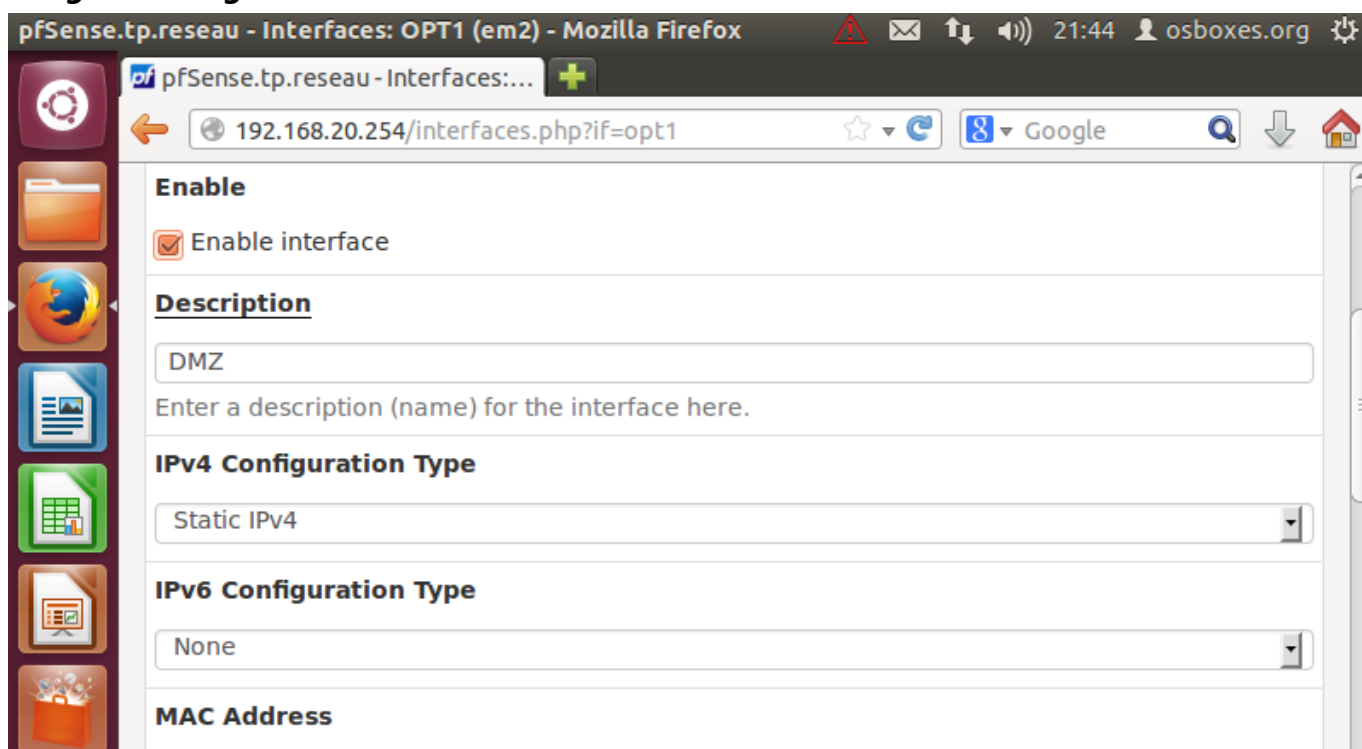 pfSense.tp.reseau - Interfaces: OPT1 (em2) - Mozilla Firefox 21:44 osboxes.org
pf pfSense.tp.reseau - Interfaces:...
192.168.20.254/interfaces.php?if=opt1 8 Google
Enable
Enable interface
Description
DMZ
Enter a description (name) for the interface here.
IPv4 Configuration Type
Static IPv4
IPv6 Configuration Type
None
MAC Address